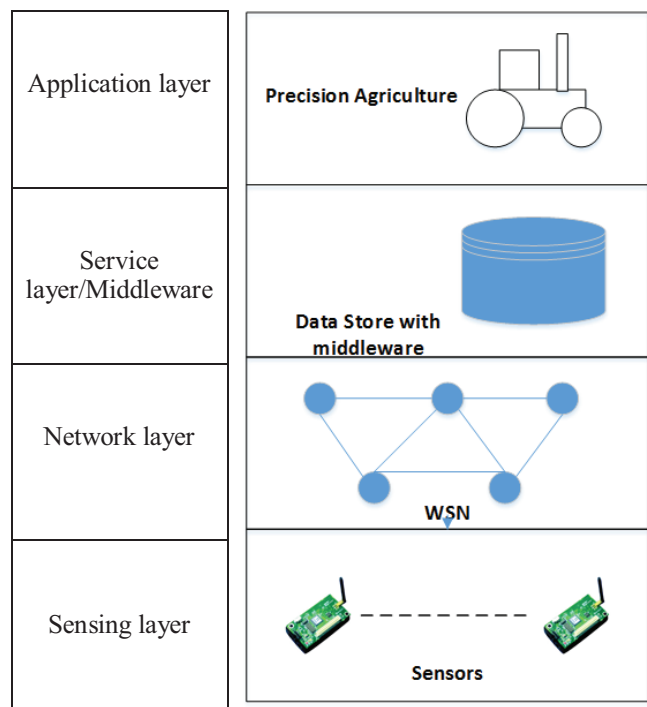 Application layer
Precision Agriculture
Service
layer/Middleware
Data Store with
middleware
Network layer
WSN
Sensing layer
Sensors